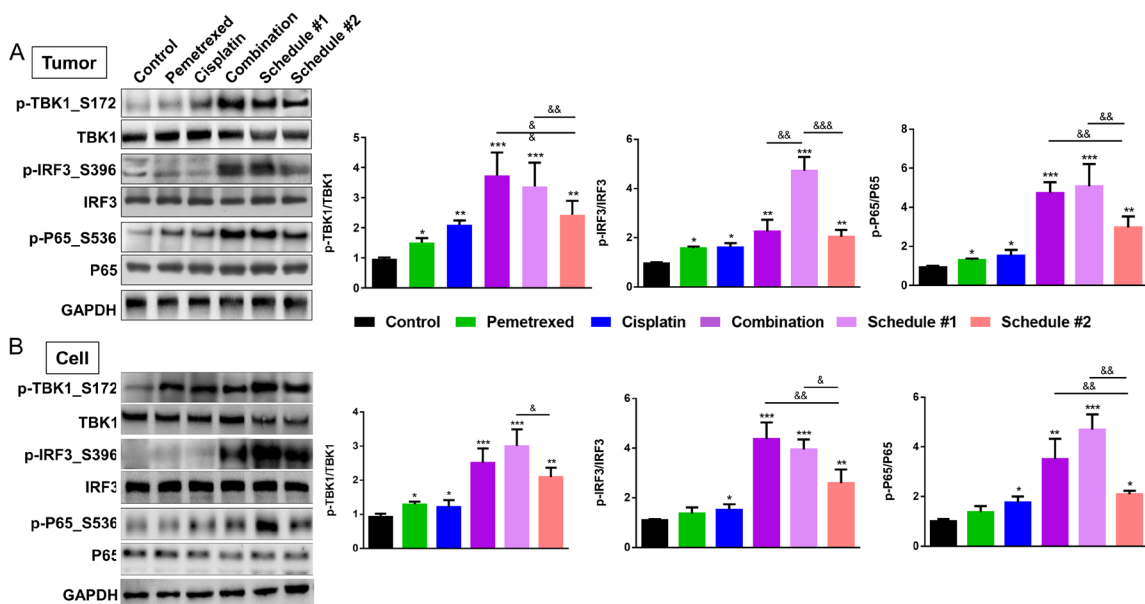 A
Tumor
Control
Pemetrexed
Cisplatin
Combination
Schedule #1
Schedule #2
p-TBK1_S172
TBK1
p-IRF3_S396
IRF3
p-P65_S536
P65
GAPDH
p-TBK1/TBK1
5
4
3
2
1
0
*
**
***
***
**
&
&
&&
p-IRF3/IRF3
6
4
2
0
*
*
**
***
**
&&
&&&
p-P65/P65
8
6
4
2
0
*
*
***
***
**
&&
&&
Control Pemetrexed Cisplatin Combination Schedule #1 Schedule #2
B
Cell
p-TBK1_S172
TBK1
p-IRF3_S396
IRF3
p-P65_S536
P65
GAPDH
p-TBK1/TBK1
4
3
2
1
0
*
*
***
***
**
&
p-IRF3/IRF3
6
4
2
0
*
***
***
**
&&
&
p-P65/P65
6
4
2
0
*
**
***
*
&&
&&